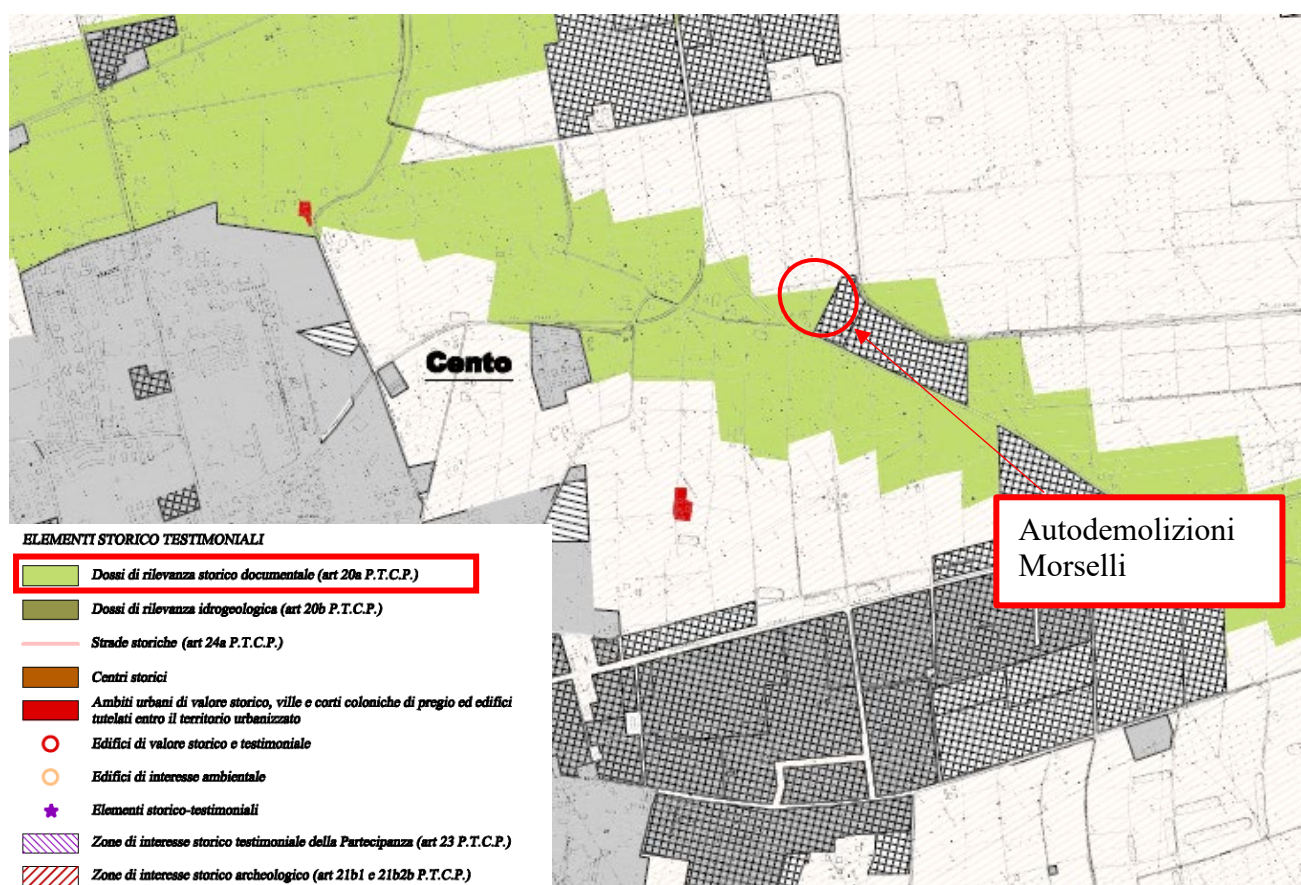 Cento
Autodemolizioni
Morselli
ELEMENTI STORICO TESTIMONIALI
Dossi di rilevanza storico documentale (art 20a P.T.C.P.)
Dossi di rilevanza idrogeologica (art 20b P.T.C.P.)
Strade storiche (art 24a P.T.C.P.)
Centri storici
Ambiti urbani di valore storico, ville e corti coloniche di pregio ed edifici
tutelati entro il territorio urbanizzato
Edifici di valore storico e testimoniale
Edifici di interesse ambientale
Elementi storico-testimoniali
Zone di interesse storico testimoniale della Partecipanza (art 23 P.T.C.P.)
Zone di interesse storico archeologico (art 21b1 e 21b2b P.T.C.P.)